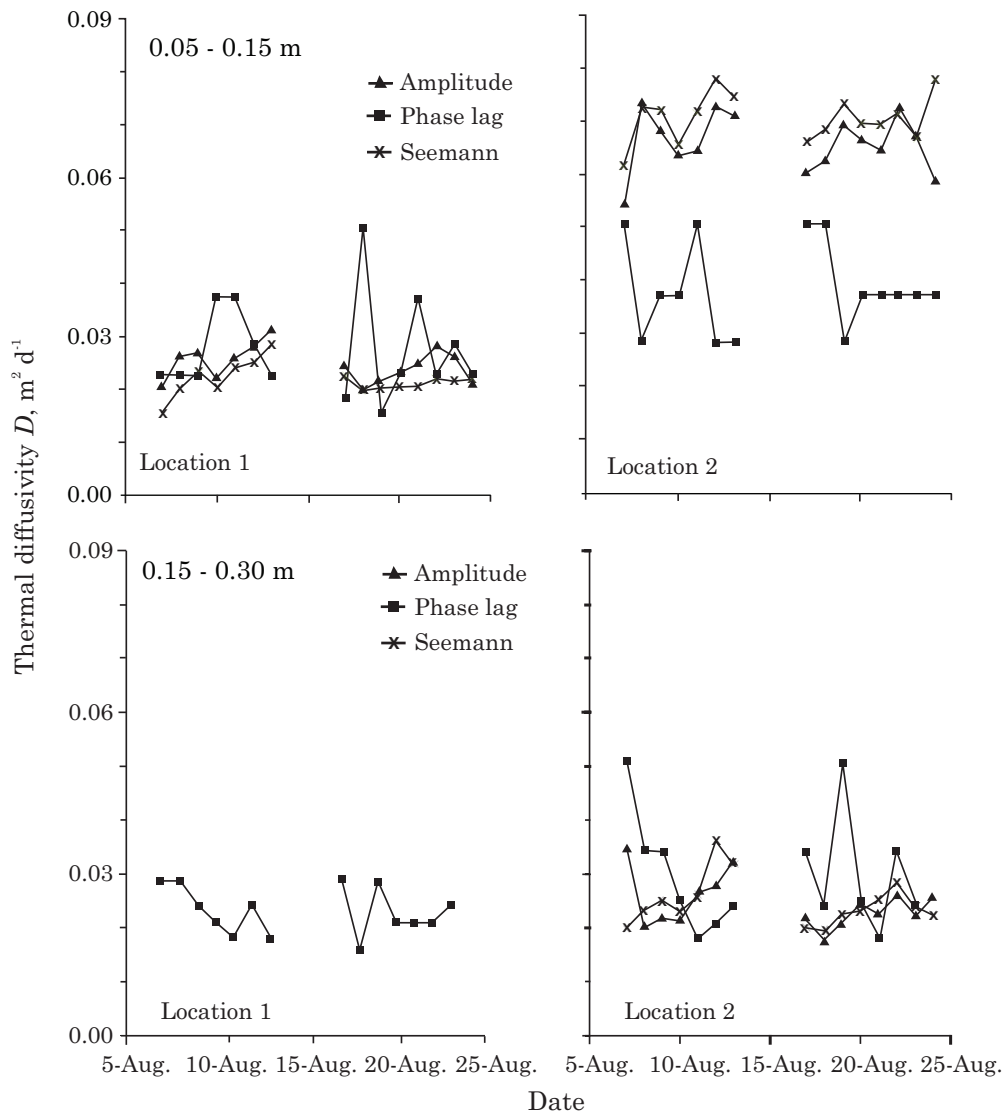 Thermal diffusivity D, m² d⁻¹
0.09
0.06
0.03
0.00
0.05 - 0.15 m
Amplitude
Phase lag
Seemann
Location 1
Location 2
0.09
0.06
0.03
0.00
0.15 - 0.30 m
Amplitude
Phase lag
Seemann
Location 1
Location 2
5-Aug. 10-Aug. 15-Aug. 20-Aug. 25-Aug.
5-Aug. 10-Aug. 15-Aug. 20-Aug. 25-Aug.
Date